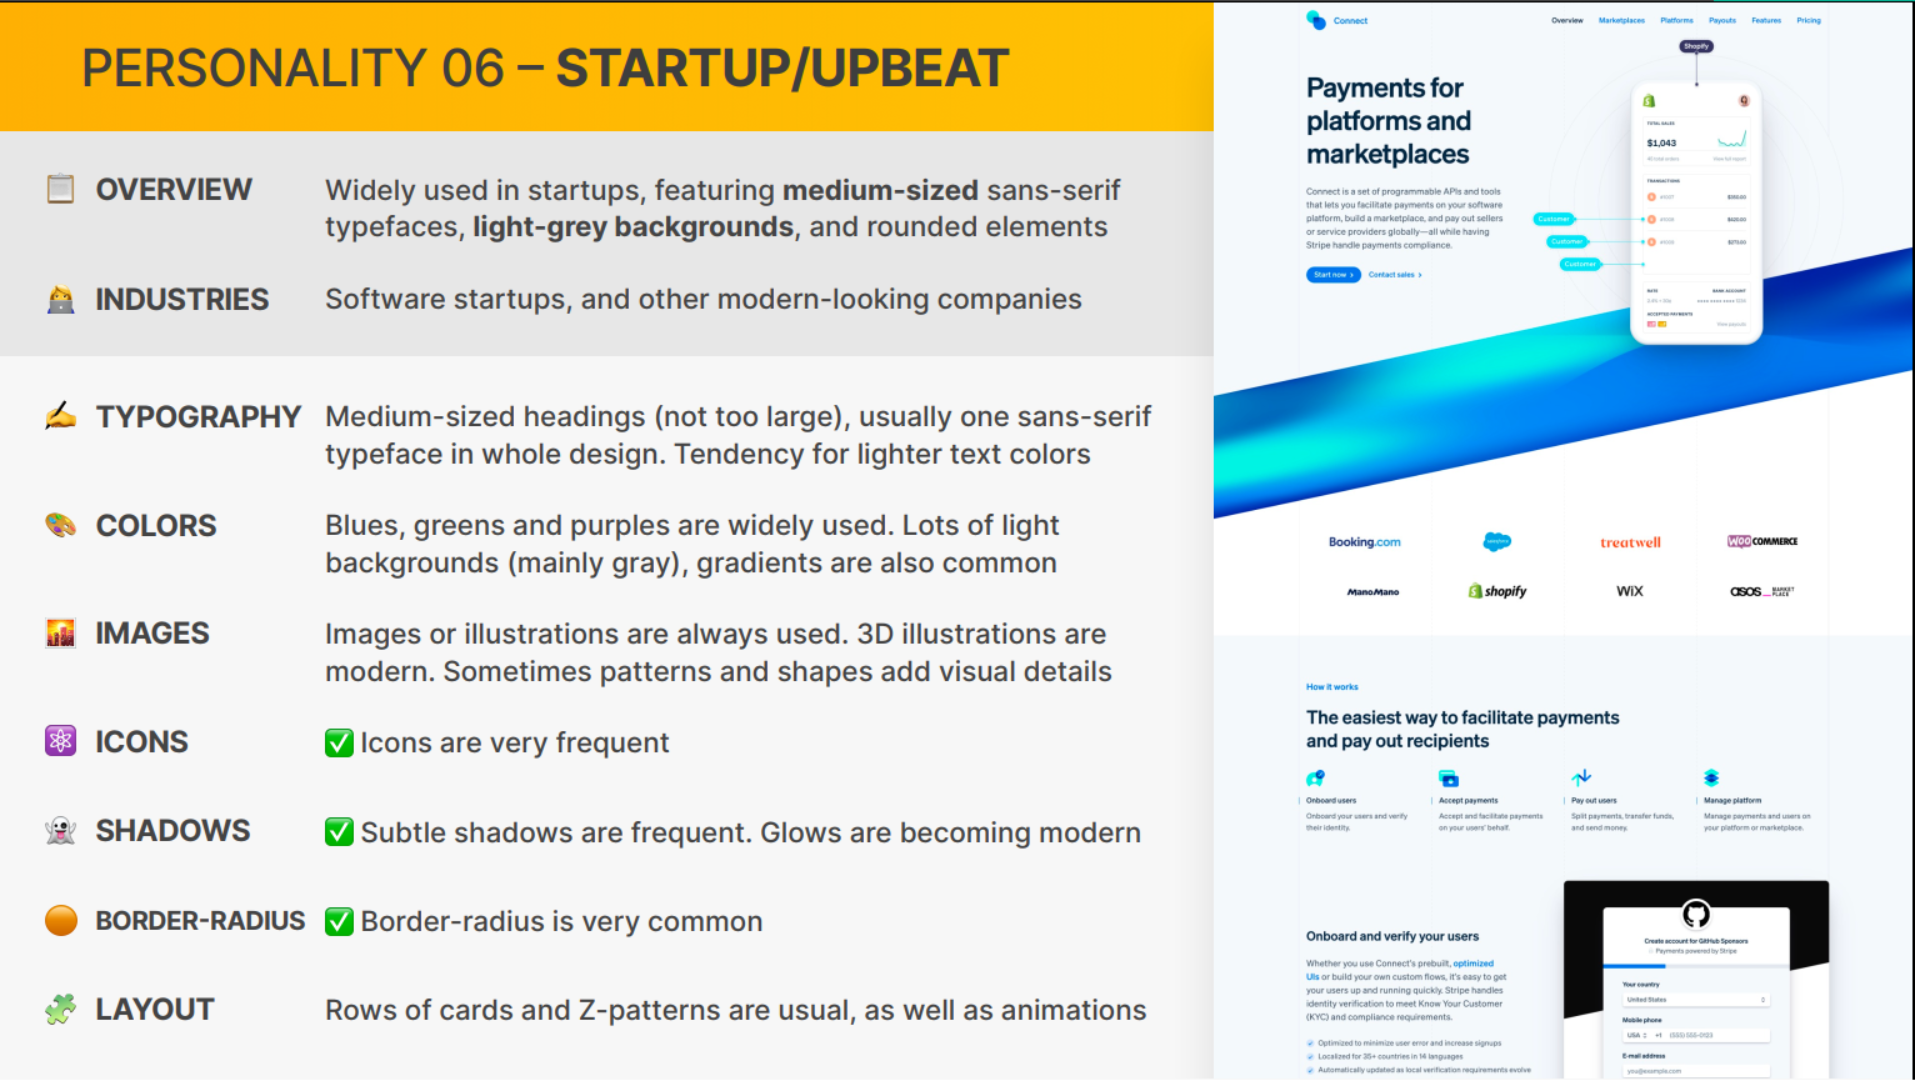 PERSONALITY 06 – STARTUP/UPBEAT
OVERVIEW
Widely used in startups, featuring medium-sized sans-serif
typefaces, light-grey backgrounds, and rounded elements
INDUSTRIES
Software startups, and other modern-looking companies
TYPOGRAPHY
Medium-sized headings (not too large), usually one sans-serif
typeface in whole design. Tendency for lighter text colors
COLORS
Blues, greens and purples are widely used. Lots of light
backgrounds (mainly gray), gradients are also common
IMAGES
Images or illustrations are always used. 3D illustrations are
modern. Sometimes patterns and shapes add visual details
ICONS
Icons are very frequent
SHADOWS
Subtle shadows are frequent. Glows are becoming modern
BORDER-RADIUS
Border-radius is very common
LAYOUT
Rows of cards and Z-patterns are usual, as well as animations
Connect
Overview Marketplaces Platforms Payouts Features Pricing
Shopify
Payments for
platforms and
marketplaces
Connect is a set of programmable APIs and tools
that lets you facilitate payments on your software
platform, build a marketplace, and pay out sellers
or service providers globally—all while having
Stripe handle payments compliance.
Start now
Contact sales
TOTAL SALES
$1,043
View full report
TRANSACTIONS
Customer
Customer
Customer
RATE BANK ACCOUNT
ACCEPTED PAYMENTS
View payouts
Booking.com
salesforce
treatwell
WOO COMMERCE
ManoMano
shopify
WiX
asos MARKET
PLACE
How it works
The easiest way to facilitate payments
and pay out recipients
Onboard users
Onboard your users and verify
their identity.
Accept payments
Accept and facilitate payments
on your users' behalf.
Pay out users
Split payments, transfer funds,
and send money.
Manage platform
Manage payments and users on
your platform or marketplace.
Onboard and verify your users
Whether you use Connect's prebuilt, optimized
UIs or build your own custom flows, it's easy to get
your users up and running quickly. Stripe handles
identity verification to meet Know Your Customer
(KYC) and compliance requirements.
Optimized to minimize user error and increase signups
Localized for 35+ countries in 14 languages
Automatically updated as local verification requirements evolve
Create account for GitHub Sponsors
Payments powered by Stripe
Your country
United States
Mobile phone
USA +1 (555) 555-0123
E-mail address
you@example.com